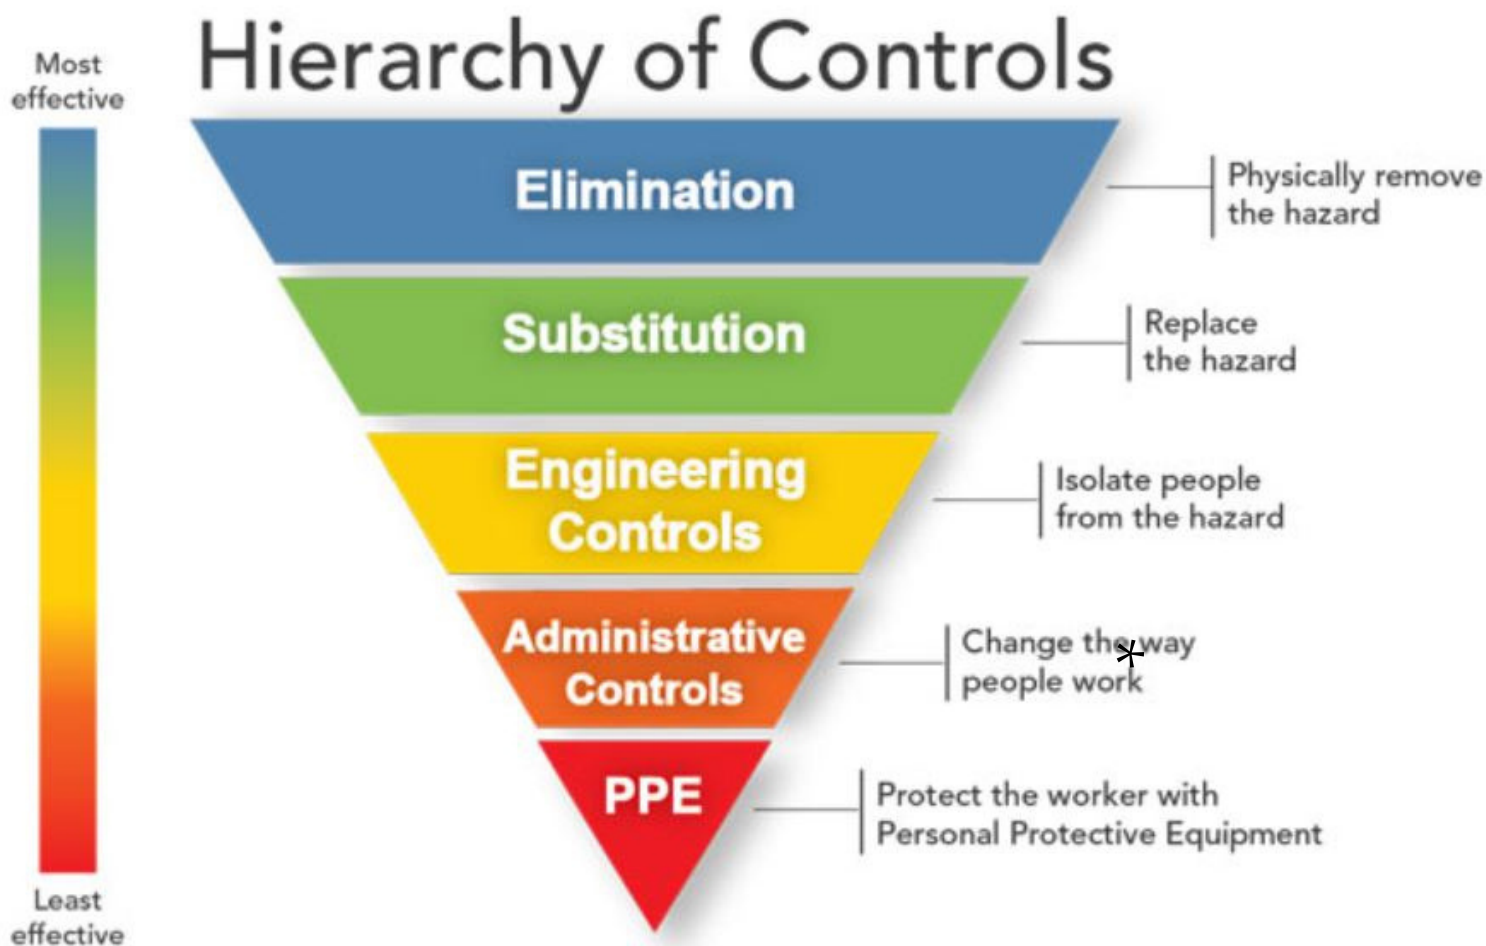 Hierarchy of Controls
Most
effective
Elimination
Physically remove
the hazard
Substitution
Replace
the hazard
Engineering
Controls
Isolate people
from the hazard
Administrative
Controls
Change the way
people work
*
PPE
Protect the worker with
Personal Protective Equipment
Least
effective